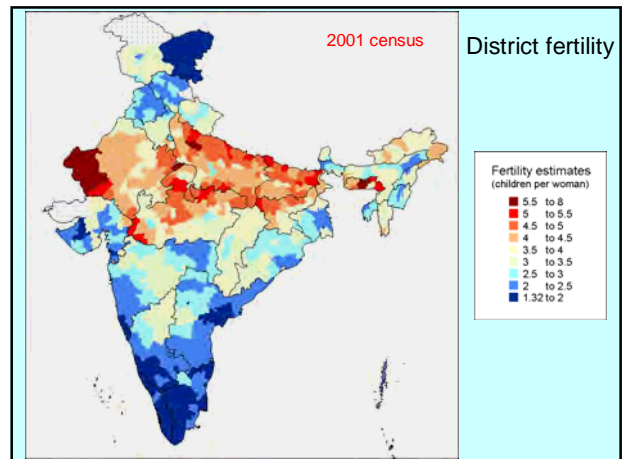 2001 census
District fertility
Fertility estimates
(children per woman)
5.5 to 8
5 to 5.5
4.5 to 5
4 to 4.5
3.5 to 4
3 to 3.5
2.5 to 3
2 to 2.5
1.32 to 2